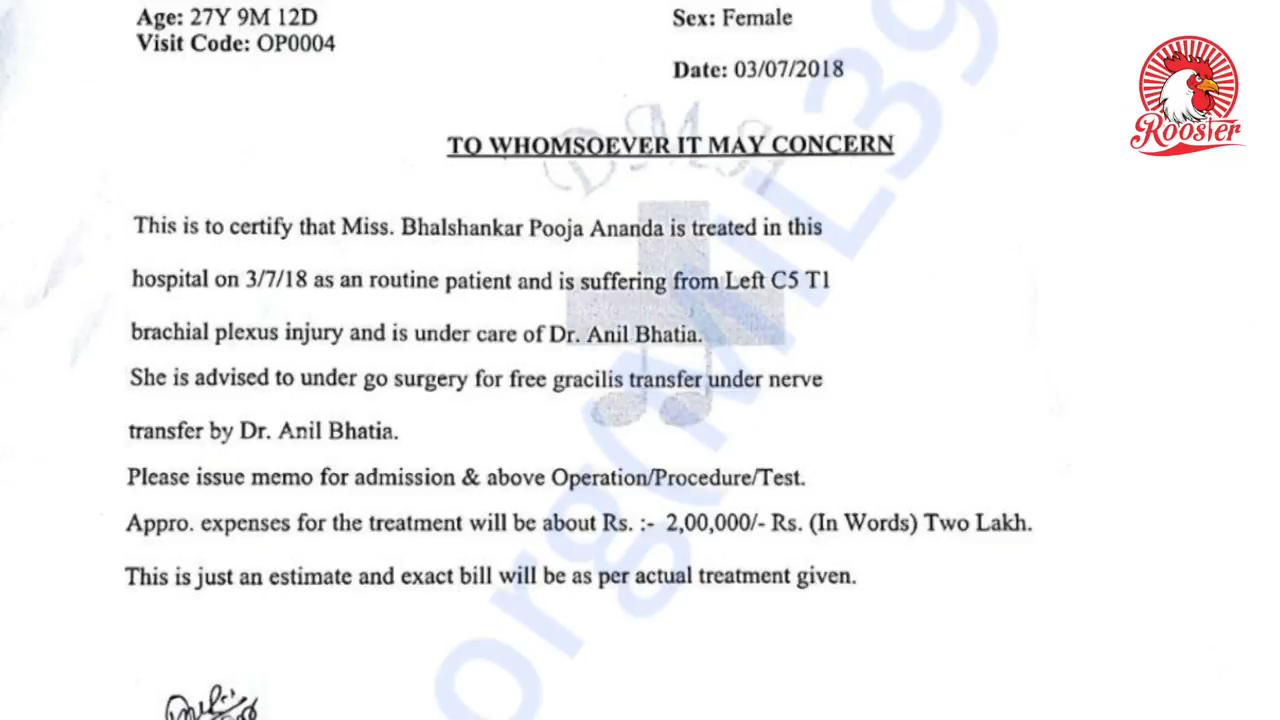 Age: 27Y 9M 12D
Sex: Female
Visit Code: OP0004
Date: 03/07/2018
Rooster
D M S
TO WHOMSOEVER IT MAY CONCERN
This is to certify that Miss. Bhalshankar Pooja Ananda is treated in this
hospital on 3/7/18 as an routine patient and is suffering from Left C5 T1
brachial plexus injury and is under care of Dr. Anil Bhatia.
She is advised to under go surgery for free gracilis transfer under nerve
transfer by Dr. Anil Bhatia.
Please issue memo for admission & above Operation/Procedure/Test.
Appro. expenses for the treatment will be about Rs. :- 2,00,000/- Rs. (In Words) Two Lakh.
This is just an estimate and exact bill will be as per actual treatment given.
org(MIL39